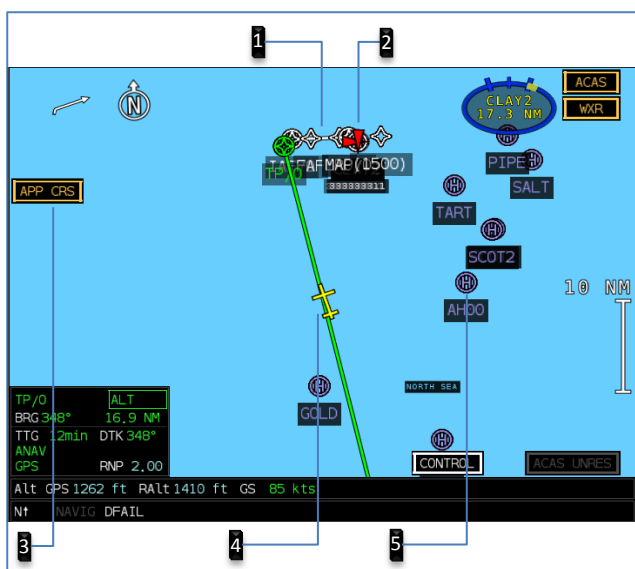 1 2
N
CLAY2
17.3 NM
ACAS
WXR
MAP(1500)
TP/0
333333311
PIPE
SALT
APP CRS
TART
SCOT2
10 NM
AH00
NORTH SEA
GOLD
TP/0 ALT
BRG 348° 16.9 NM
TTG 12min DTK 348°
ANAV
GPS RNP 2.00
CONTROL
ACAS UNRES
Alt GPS 1262 ft RAlt 1410 ft GS 85 kts
N↑ NAVIG DFAIL
3 4 5